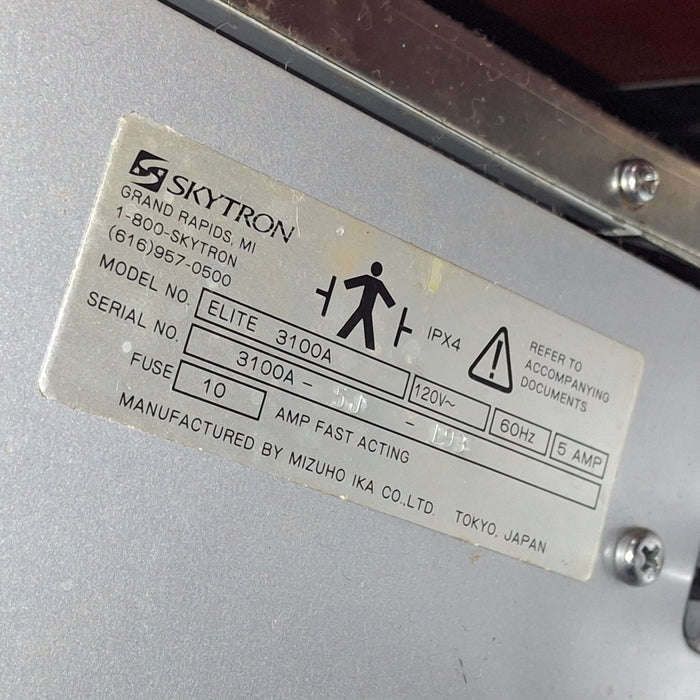 SKYTRON
GRAND RAPIDS, MI
1-800-SKYTRON
(616)957-0500
IPX4
REFER TO
ACCOMPANYING
DOCUMENTS
MODEL NO. ELITE 3100A 120V~ 60Hz 5 AMP
SERIAL NO. 3100A - -
FUSE 10 AMP FAST ACTING
MANUFACTURED BY MIZUHO IKA CO.,LTD. TOKYO, JAPAN